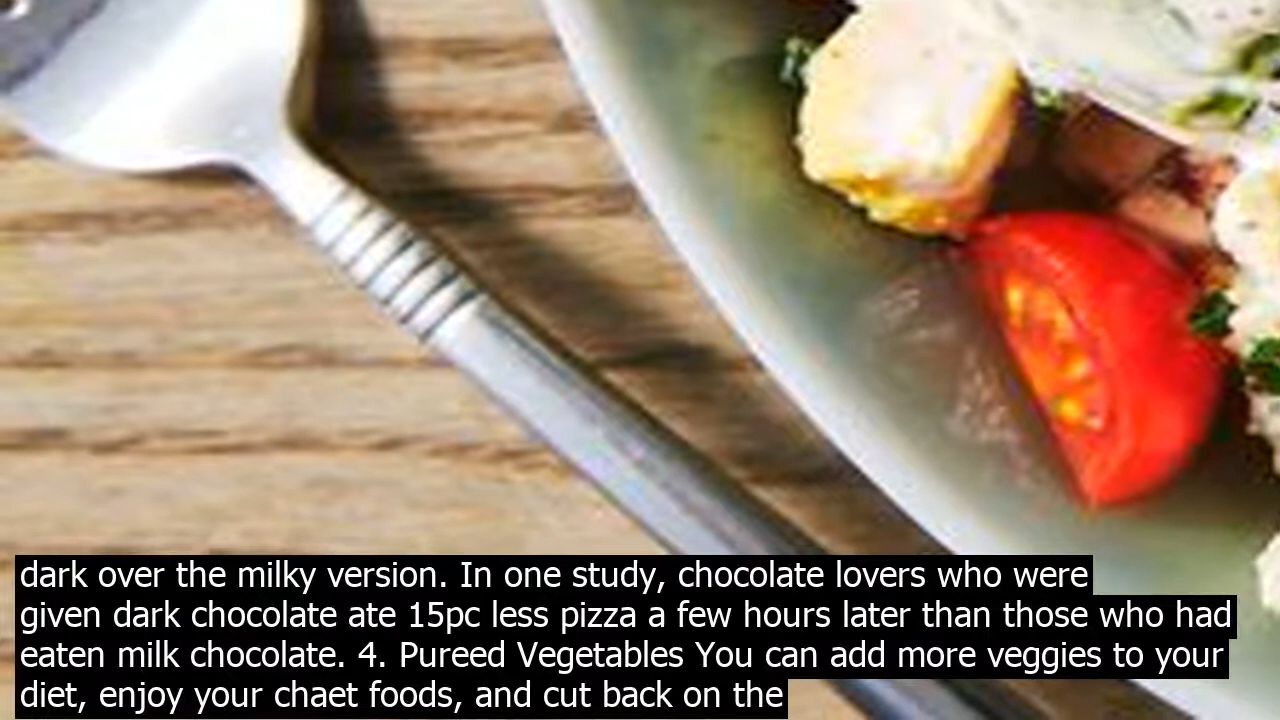 dark over the milky version. In one study, chocolate lovers who were
given dark chocolate ate 15pc less pizza a few hours later than those who had
eaten milk chocolate. 4. Pureed Vegetables You can add more veggies to your
diet, enjoy your chaet foods, and cut back on the